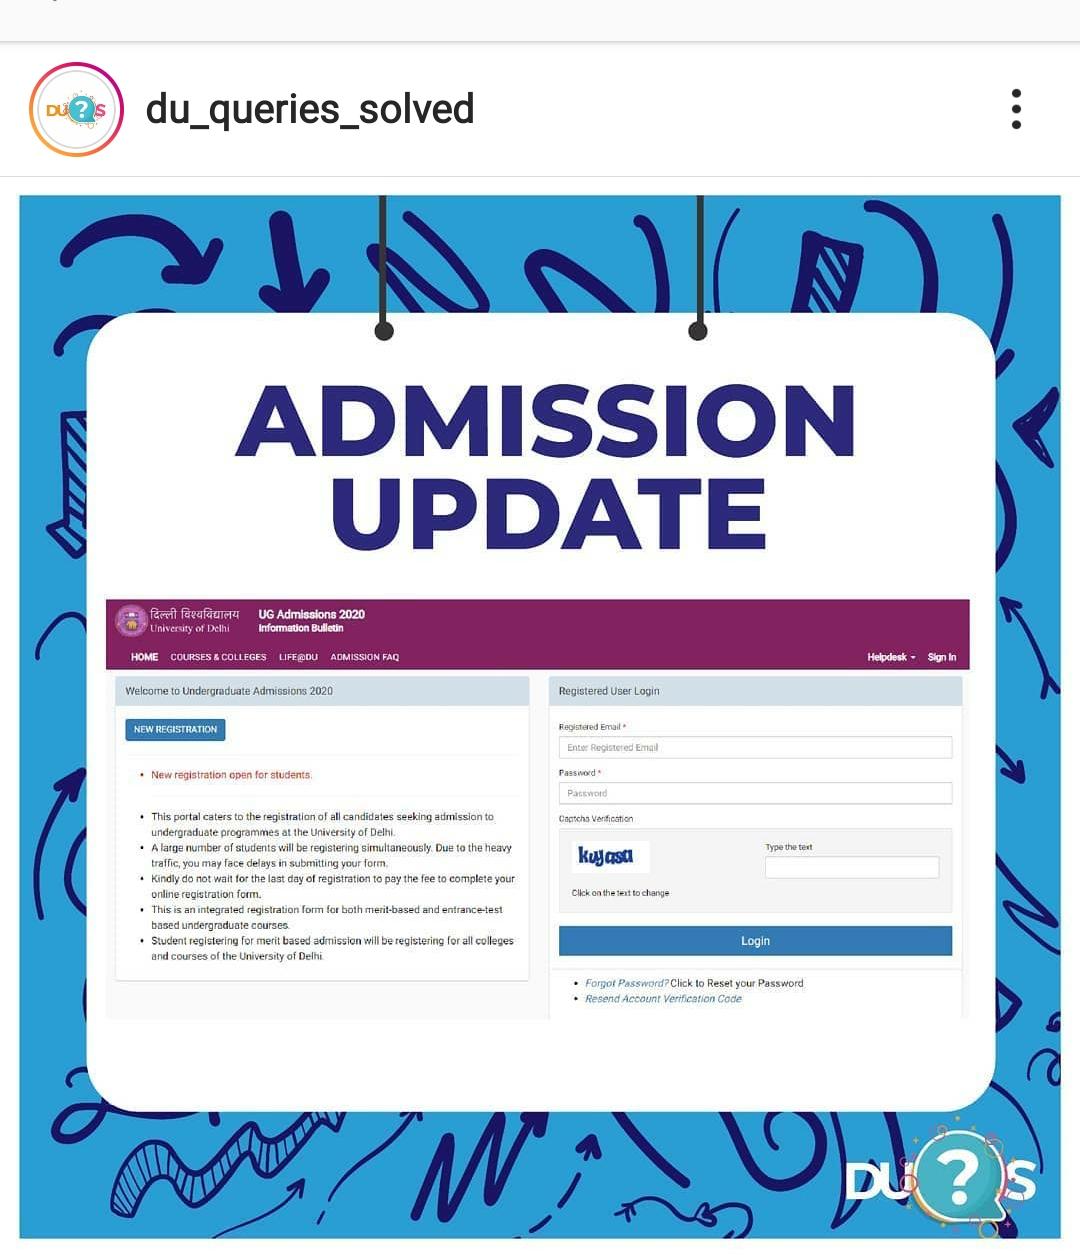 DU?S
du_queries_solved
ADMISSION
UPDATE
दिल्ली विश्वविद्यालय
University of Delhi
UG Admissions 2020
Information Bulletin
HOME COURSES & COLLEGES LIFE@DU ADMISSION FAQ
Helpdesk Sign In
Welcome to Undergraduate Admissions 2020
NEW REGISTRATION
• New registration open for students.
• This portal caters to the registration of all candidates seeking admission to
undergraduate programmes at the University of Delhi.
• A large number of students will be registering simultaneously. Due to the heavy
traffic, you may face delays in submitting your form.
• Kindly do not wait for the last day of registration to pay the fee to complete your
online registration form.
• This is an integrated registration form for both merit-based and entrance-test
based undergraduate courses.
• Student registering for merit based admission will be registering for all colleges
and courses of the University of Delhi.
Registered User Login
Registered Email *
Enter Registered Email
Password *
Password
Captcha Verification
kuyasa
Type the text
Click on the text to change
Login
• Forgot Password? Click to Reset your Password
• Resend Account Verification Code
DU?S